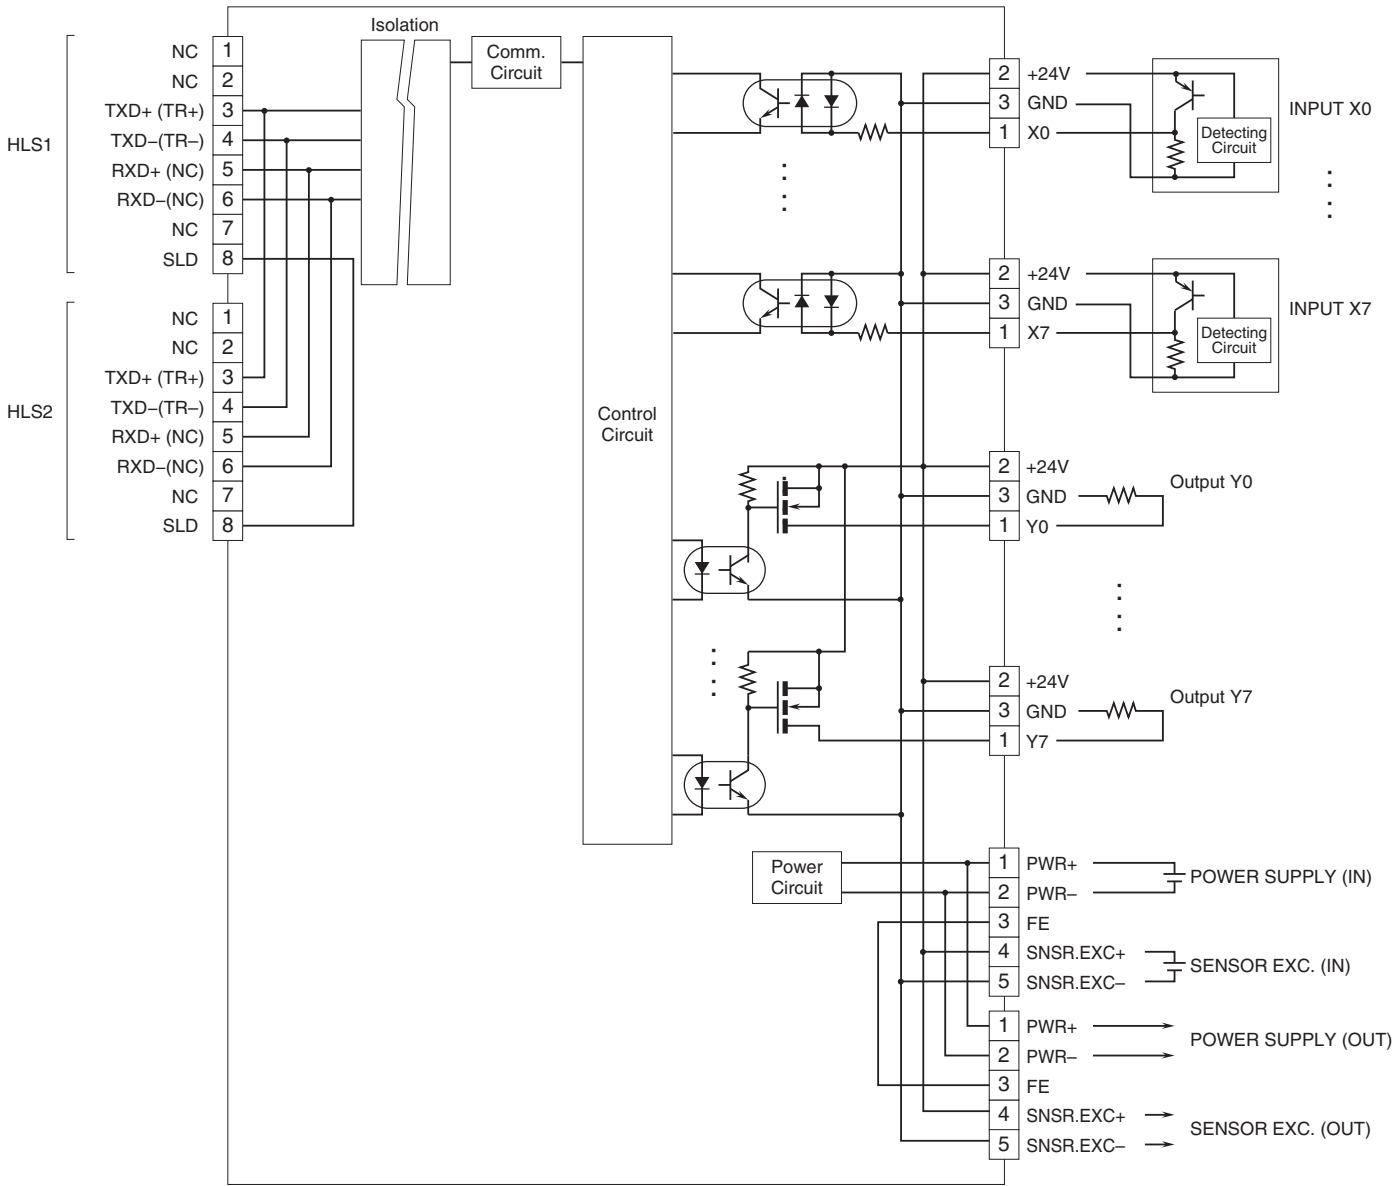 Isolation
Comm.
Circuit
HLS1
NC 1
NC 2
TXD+ (TR+) 3
TXD–(TR–) 4
RXD+ (NC) 5
RXD–(NC) 6
NC 7
SLD 8
HLS2
NC 1
NC 2
TXD+ (TR+) 3
TXD–(TR–) 4
RXD+ (NC) 5
RXD–(NC) 6
NC 7
SLD 8
Control
Circuit
2 +24V
3 GND
1 X0
Detecting
Circuit
INPUT X0
2 +24V
3 GND
1 X7
Detecting
Circuit
INPUT X7
2 +24V
3 GND
1 Y0
Output Y0
2 +24V
3 GND
1 Y7
Output Y7
Power
Circuit
1 PWR+
2 PWR–
POWER SUPPLY (IN)
3 FE
4 SNSR.EXC+
5 SNSR.EXC–
SENSOR EXC. (IN)
1 PWR+
2 PWR–
POWER SUPPLY (OUT)
3 FE
4 SNSR.EXC+
5 SNSR.EXC–
SENSOR EXC. (OUT)